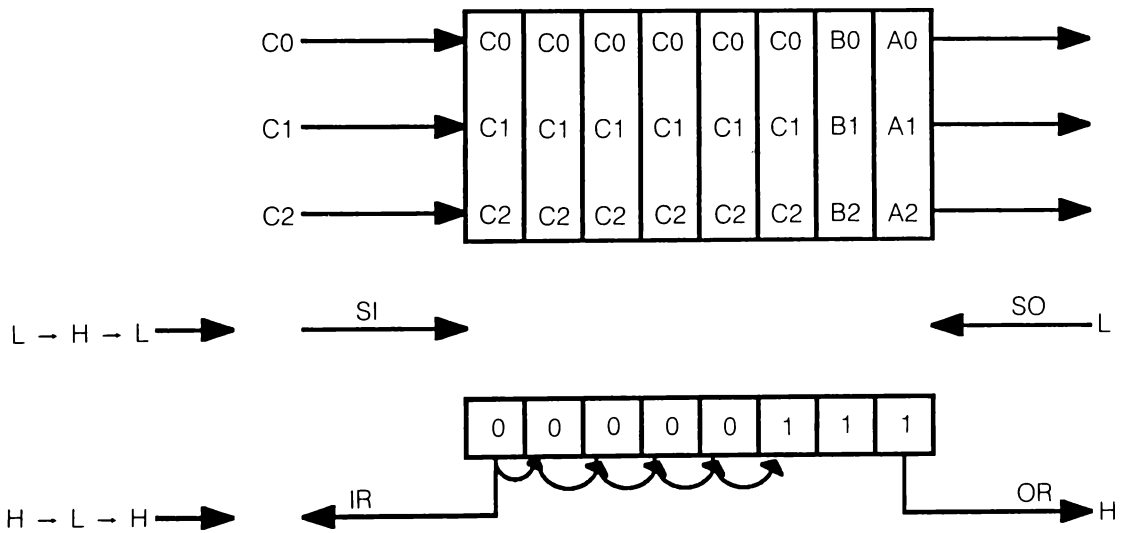 C0 C0 C0 C0 C0 C0 C0 B0 A0
C1 C1 C1 C1 C1 C1 C1 B1 A1
C2 C2 C2 C2 C2 C2 C2 B2 A2
L → H → L SI SO L
0 0 0 0 0 1 1 1
H → L → H IR OR H